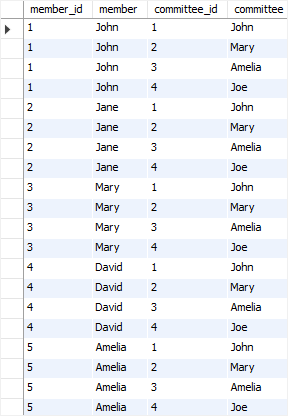 member_id member committee_id committee
1 John 1 John
1 John 2 Mary
1 John 3 Amelia
1 John 4 Joe
2 Jane 1 John
2 Jane 2 Mary
2 Jane 3 Amelia
2 Jane 4 Joe
3 Mary 1 John
3 Mary 2 Mary
3 Mary 3 Amelia
3 Mary 4 Joe
4 David 1 John
4 David 2 Mary
4 David 3 Amelia
4 David 4 Joe
5 Amelia 1 John
5 Amelia 2 Mary
5 Amelia 3 Amelia
5 Amelia 4 Joe